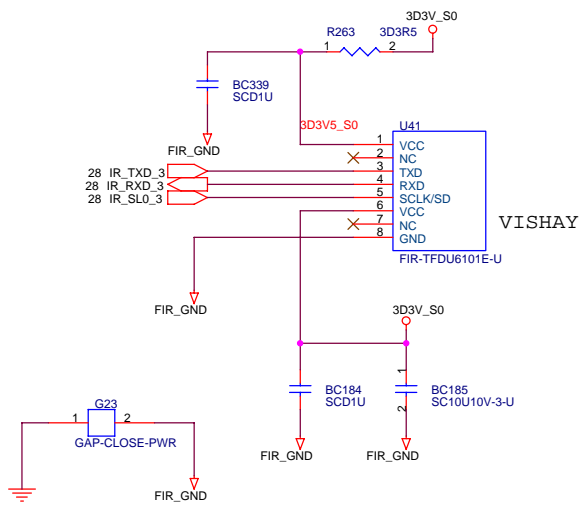 3D3V_S0
R263 3D3R5
1 2
BC339
SCD1U
3D3V5_S0
U41
FIR_GND
1 VCC
2 NC
28 IR_TXD_3 3 TXD
28 IR_RXD_3 4 RXD
28 IR_SL0_3 5 SCLK/SD
6 VCC
7 NC
8 GND
VISHAY
FIR-TFDU6101E-U
FIR_GND
3D3V_S0
BC184
SCD1U
1
2
BC185
SC10U10V-3-U
G23
1 2
GAP-CLOSE-PWR
FIR_GND FIR_GND
FIR_GND